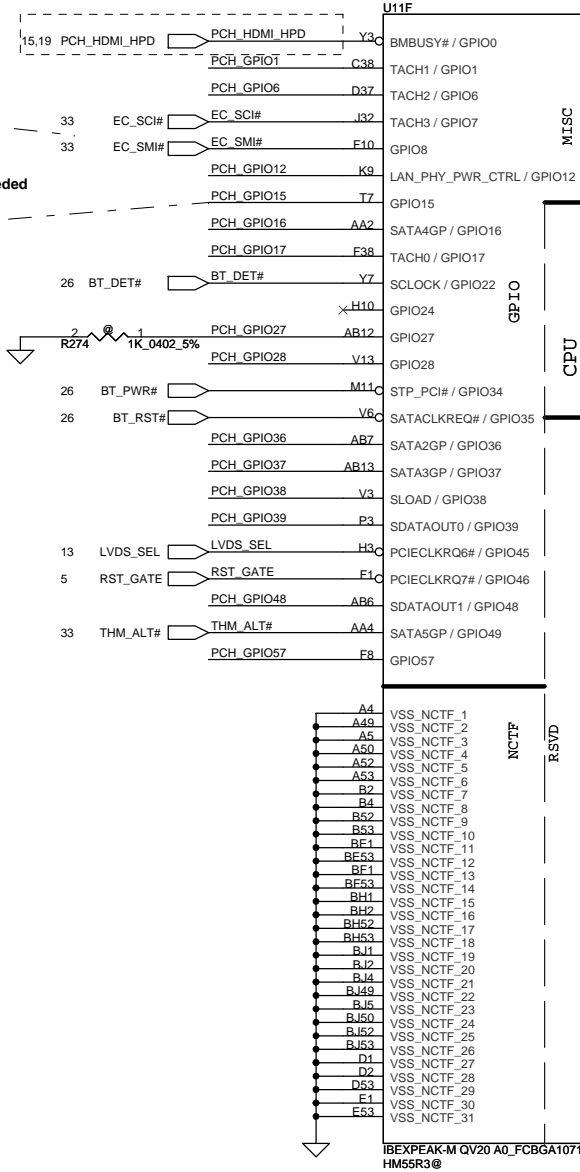 U11F
15,19 PCH_HDMI_HPD PCH_HDMI_HPD Y3 BMBUSY# / GPIO0
PCH_GPIO1 C38 TACH1 / GPIO1
PCH_GPIO6 D37 TACH2 / GPIO6
33 EC_SCI# EC_SCI# J32 TACH3 / GPIO7
MISC
33 EC_SMI# EC_SMI# F10 GPIO8
PCH_GPIO12 K9 LAN_PHY_PWR_CTRL / GPIO12
eded
PCH_GPIO15 T7 GPIO15
PCH_GPIO16 AA2 SATA4GP / GPIO16
PCH_GPIO17 F38 TACH0 / GPIO17
26 BT_DET# BT_DET# Y7 SCLOCK / GPIO22
GPIO
H10 GPIO24
2 @ 1 PCH_GPIO27 AB12 GPIO27
R274 1K_0402_5%
CPU
PCH_GPIO28 V13 GPIO28
26 BT_PWR# M11 STP_PCI# / GPIO34
26 BT_RST# V6 SATACLKREQ# / GPIO35
PCH_GPIO36 AB7 SATA2GP / GPIO36
PCH_GPIO37 AB13 SATA3GP / GPIO37
PCH_GPIO38 V3 SLOAD / GPIO38
PCH_GPIO39 P3 SDATAOUT0 / GPIO39
13 LVDS_SEL LVDS_SEL H3 PCIECLKRQ6# / GPIO45
5 RST_GATE RST_GATE F1 PCIECLKRQ7# / GPIO46
PCH_GPIO48 AB6 SDATAOUT1 / GPIO48
33 THM_ALT# THM_ALT# AA4 SATA5GP / GPIO49
PCH_GPIO57 F8 GPIO57
A4 VSS_NCTF_1
A49 VSS_NCTF_2
A5 VSS_NCTF_3
NCTF
RSVD
A50 VSS_NCTF_4
A52 VSS_NCTF_5
A53 VSS_NCTF_6
B2 VSS_NCTF_7
B4 VSS_NCTF_8
B52 VSS_NCTF_9
B53 VSS_NCTF_10
BE1 VSS_NCTF_11
BE53 VSS_NCTF_12
BF1 VSS_NCTF_13
BF53 VSS_NCTF_14
BH1 VSS_NCTF_15
BH2 VSS_NCTF_16
BH52 VSS_NCTF_17
BH53 VSS_NCTF_18
BJ1 VSS_NCTF_19
BJ2 VSS_NCTF_20
BJ4 VSS_NCTF_21
BJ49 VSS_NCTF_22
BJ5 VSS_NCTF_23
BJ50 VSS_NCTF_24
BJ52 VSS_NCTF_25
BJ53 VSS_NCTF_26
D1 VSS_NCTF_27
D2 VSS_NCTF_28
D53 VSS_NCTF_29
E1 VSS_NCTF_30
E53 VSS_NCTF_31
IBEXPEAK-M QV20 A0_FCBGA1071
HM55R3@